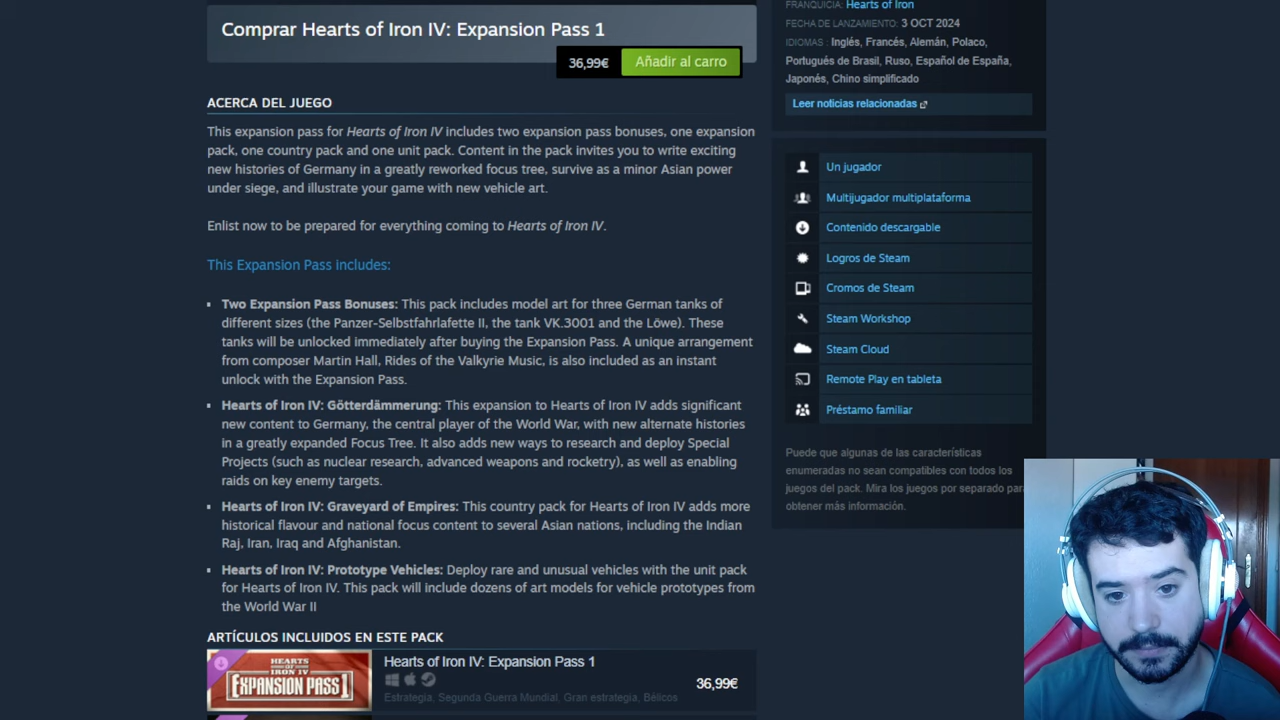 Comprar Hearts of Iron IV: Expansion Pass 1
36,99€
Añadir al carro
ACERCA DEL JUEGO
This expansion pass for Hearts of Iron IV includes two expansion pass bonuses, one expansion
pack, one country pack and one unit pack. Content in the pack invites you to write exciting
new histories of Germany in a greatly reworked focus tree, survive as a minor Asian power
under siege, and illustrate your game with new vehicle art.
Enlist now to be prepared for everything coming to Hearts of Iron IV.
This Expansion Pass includes:
Two Expansion Pass Bonuses: This pack includes model art for three German tanks of
different sizes (the Panzer-Selbstfahrlafette II, the tank VK.3001 and the Löwe). These
tanks will be unlocked immediately after buying the Expansion Pass. A unique arrangement
from composer Martin Hall, Rides of the Valkyrie Music, is also included as an instant
unlock with the Expansion Pass.
Hearts of Iron IV: Götterdämmerung: This expansion to Hearts of Iron IV adds significant
new content to Germany, the central player of the World War, with new alternate histories
in a greatly expanded Focus Tree. It also adds new ways to research and deploy Special
Projects (such as nuclear research, advanced weapons and rocketry), as well as enabling
raids on key enemy targets.
Hearts of Iron IV: Graveyard of Empires: This country pack for Hearts of Iron IV adds more
historical flavour and national focus content to several Asian nations, including the Indian
Raj, Iran, Iraq and Afghanistan.
Hearts of Iron IV: Prototype Vehicles: Deploy rare and unusual vehicles with the unit pack
for Hearts of Iron IV. This pack will include dozens of art models for vehicle prototypes from
the World War II
ARTÍCULOS INCLUIDOS EN ESTE PACK
HEARTS
OF
IRON IV
EXPANSION PASS 1
Hearts of Iron IV: Expansion Pass 1
Estrategia, Segunda Guerra Mundial, Gran estrategia, Bélicos
36,99€
FRANQUICIA: Hearts of Iron
FECHA DE LANZAMIENTO: 3 OCT 2024
IDIOMAS : Inglés, Francés, Alemán, Polaco,
Portugués de Brasil, Ruso, Español de España,
Japonés, Chino simplificado
Leer noticias relacionadas
Un jugador
Multijugador multiplataforma
Contenido descargable
Logros de Steam
Cromos de Steam
Steam Workshop
Steam Cloud
Remote Play en tableta
Préstamo familiar
Puede que algunas de las características
enumeradas no sean compatibles con todos los
juegos del pack. Mira los juegos por separado para
obtener más información.